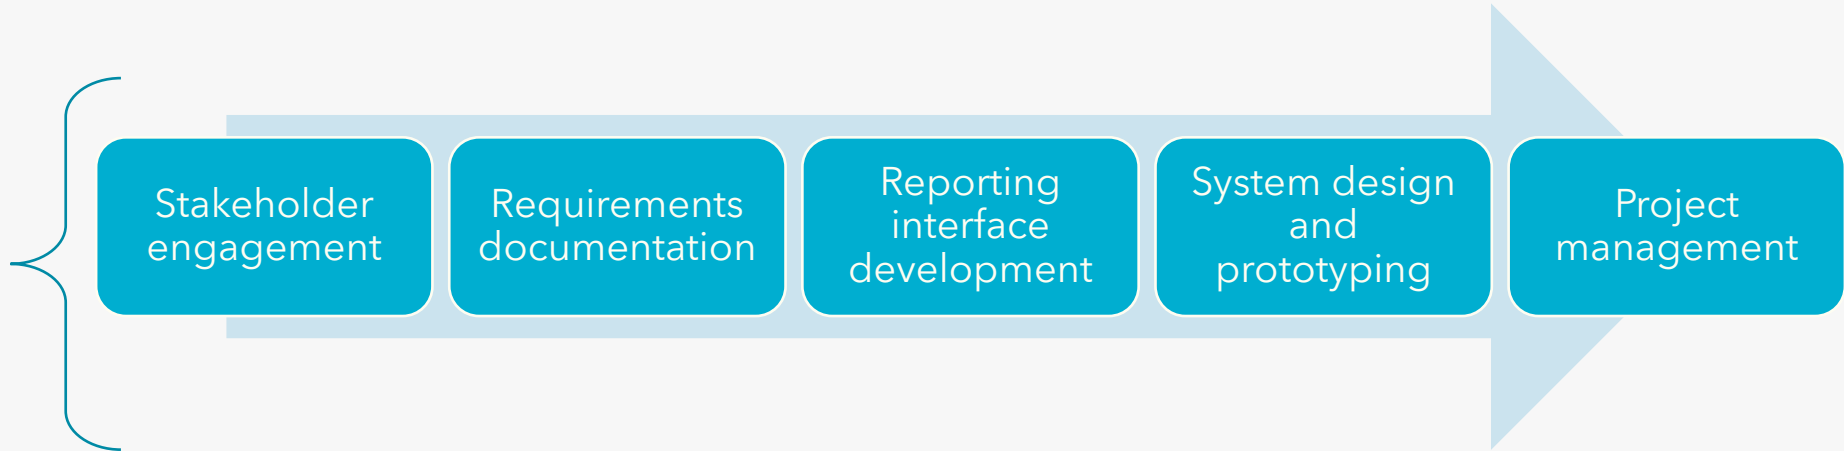 Stakeholder
engagement
Requirements
documentation
Reporting
interface
development
System design
and
prototyping
Project
management